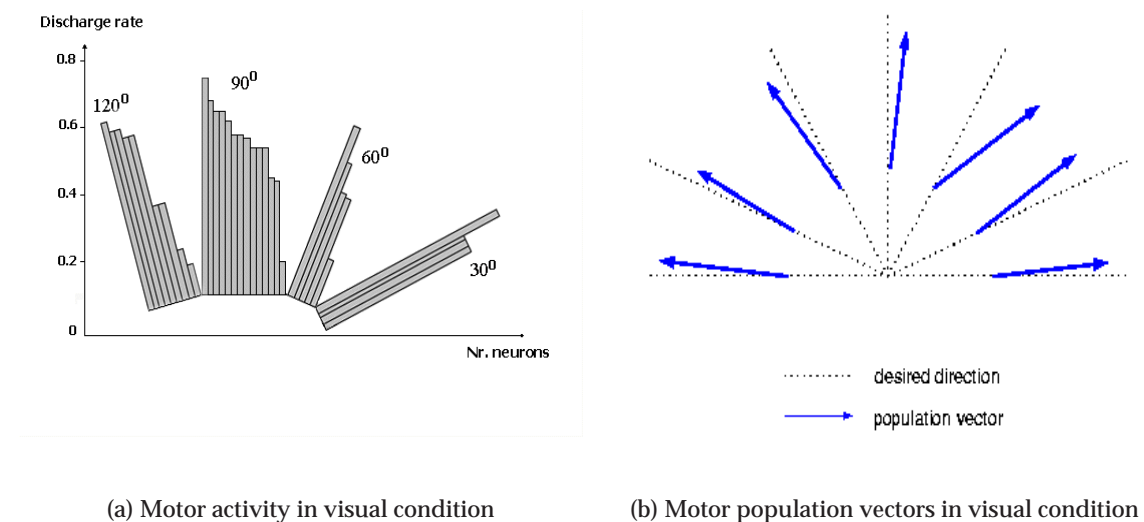 Discharge rate
0.8
0.6
0.4
0.2
0
120⁰
90⁰
60⁰
30⁰
Nr. neurons
desired direction
population vector
(a) Motor activity in visual condition
(b) Motor population vectors in visual condition